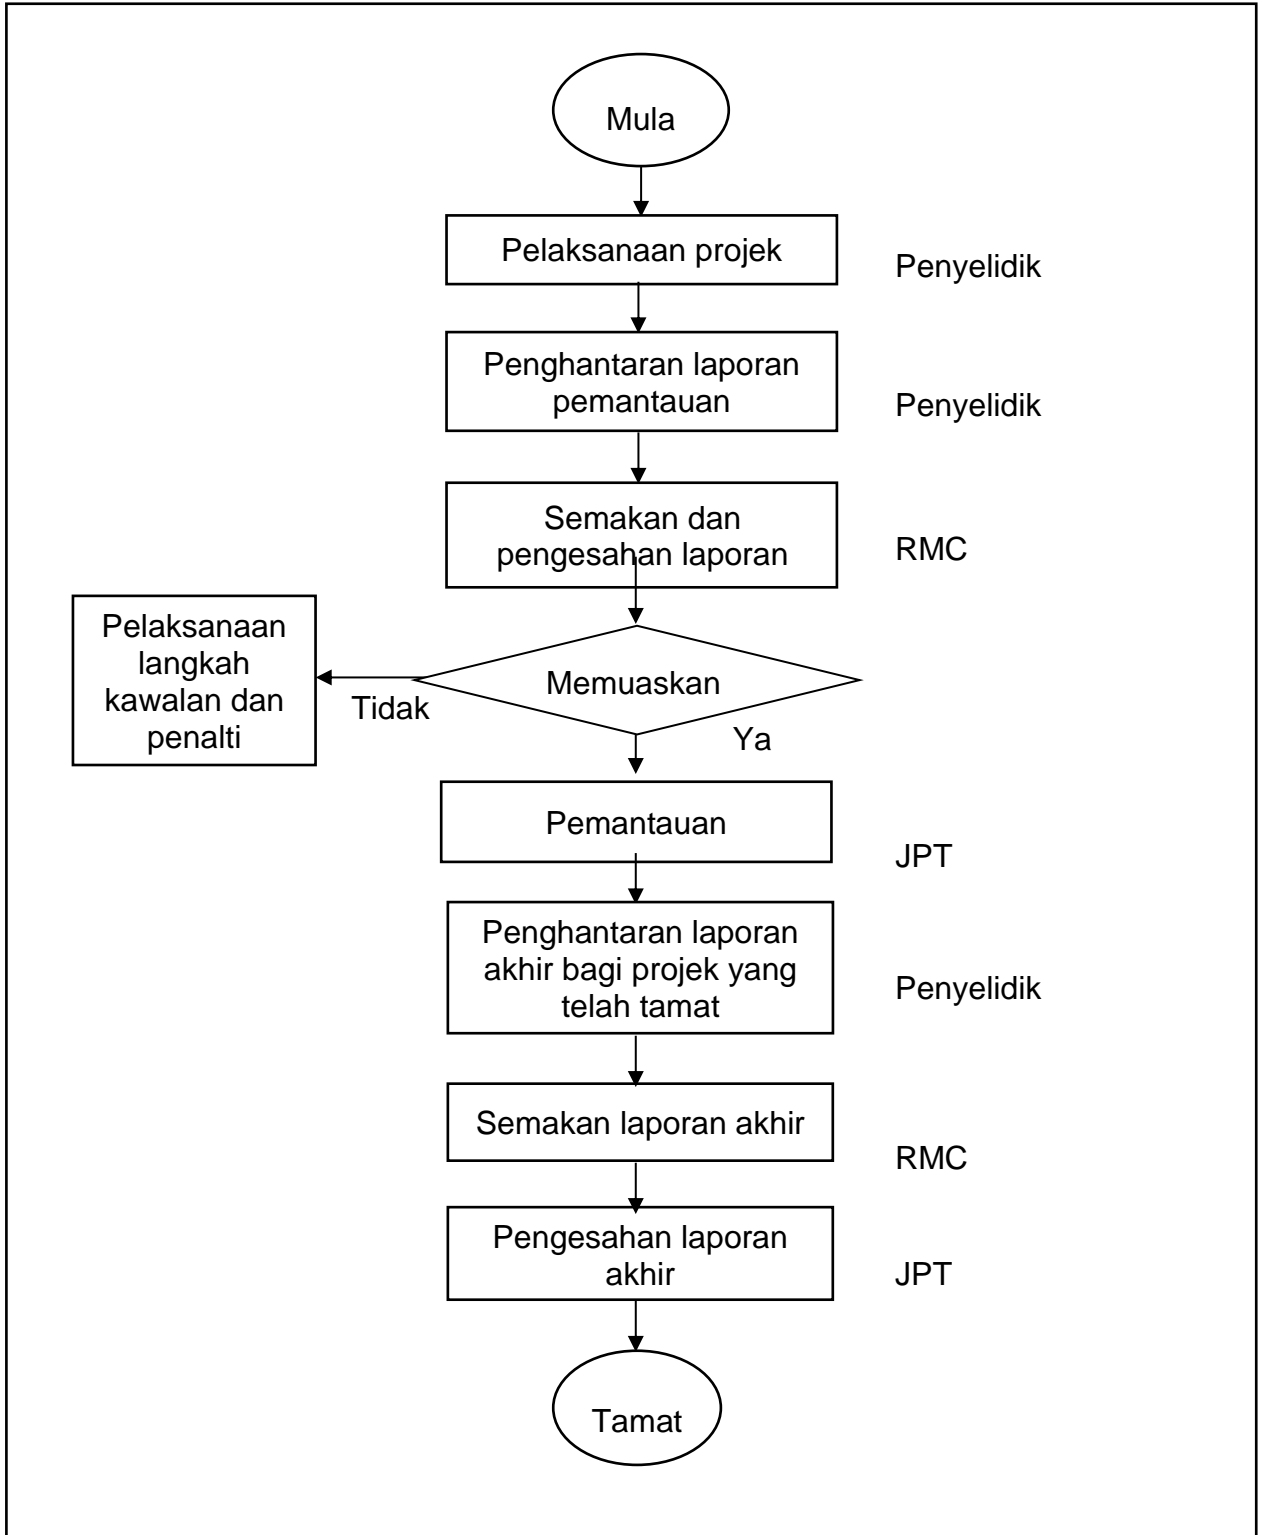 Mula
Pelaksanaan projek
Penyelidik
Penghantaran laporan
pemantauan
Penyelidik
Semakan dan
pengesahan laporan
RMC
Pelaksanaan
langkah
kawalan dan
penalti
Tidak
Memuaskan
Ya
Pemantauan
JPT
Penghantaran laporan
akhir bagi projek yang
telah tamat
Penyelidik
Semakan laporan akhir
RMC
Pengesahan laporan
akhir
JPT
Tamat